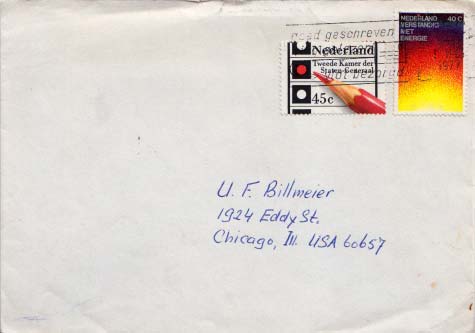 goed geschreven
Nederland
Tweede Kamer der
Staten-Generaal
45c
NEDERLAND 40 C
VERSTANDIG
MET
ENERGIE
U. F. Billmeier
1924 Eddy St.
Chicago, Ill. USA 60657